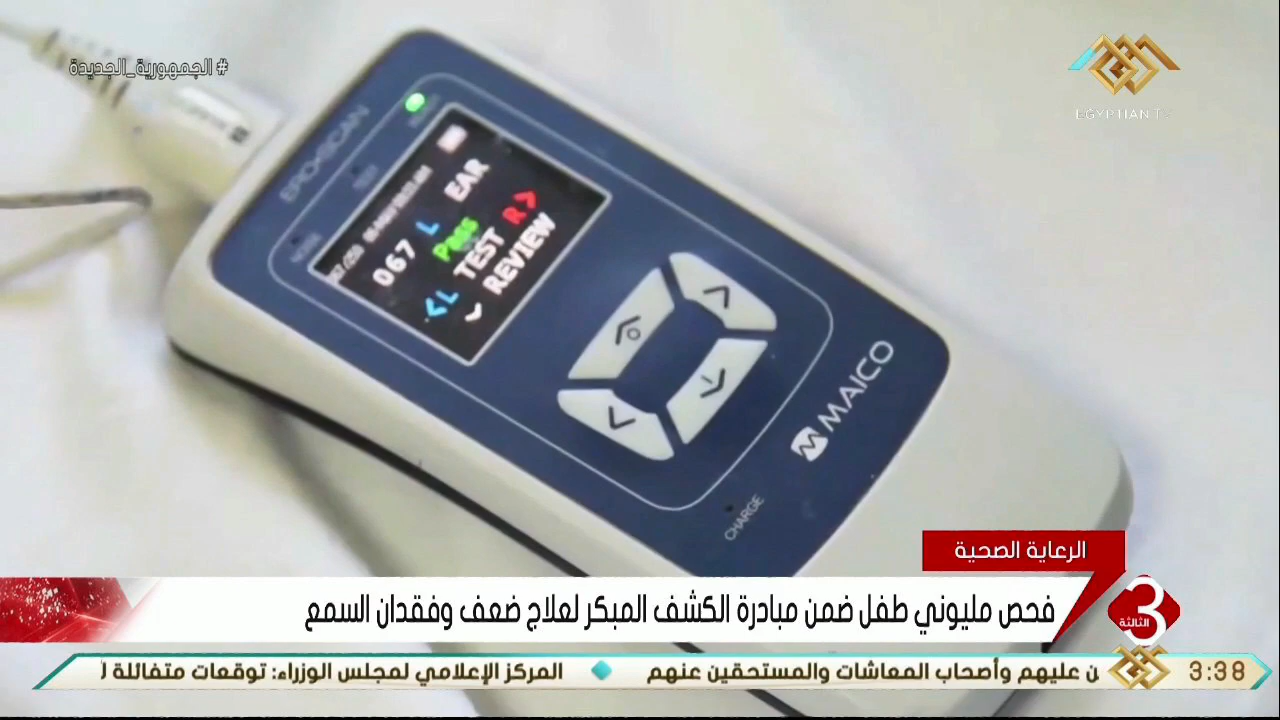 # الجمهورية_الجديدة
EGYPTIAN TV
ERO•SCAN
EAR
067 L
Pass
<L TEST R>
REVIEW
MAICO
CHARGE
الرعاية الصحية
فحص مليوني طفل ضمن مبادرة الكشف المبكر لعلاج ضعف وفقدان السمع
3
الثالثة
ن عليهم وأصحاب المعاشات والمستحقين عنهم
المركز الإعلامي لمجلس الوزراء: توقعات متفائلة ل
3:38